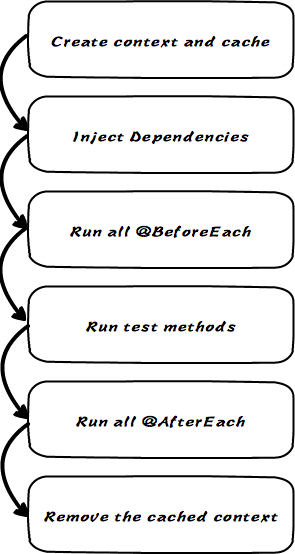 Create context and cache
Inject Dependencies
Run all @BeforeEach
Run test methods
Run all @AfterEach
Remove the cached context